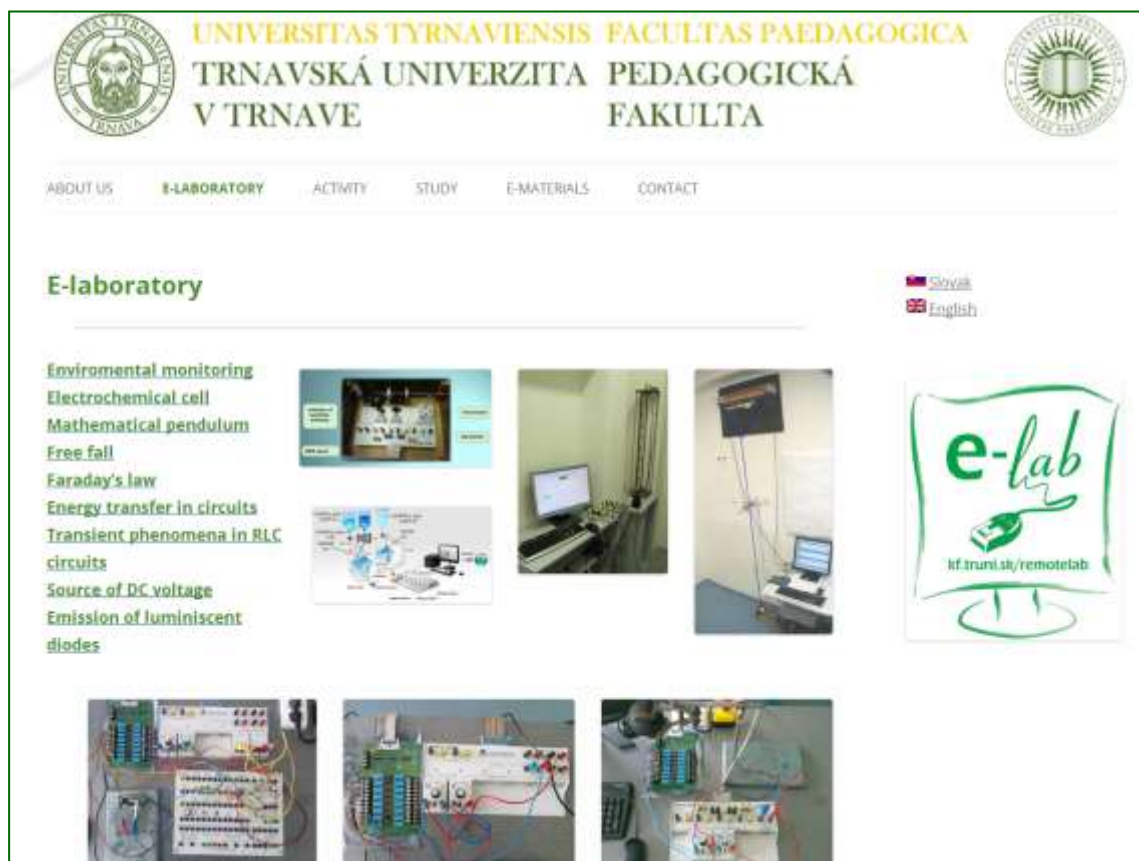 UNIVERSITAS TYRNAVIENSIS FACULTAS PAEDAGOGICA
TRNAVSKÁ UNIVERZITA PEDAGOGICKÁ
V TRNAVE FAKULTA
ABOUT US E-LABORATORY ACTIVITY STUDY E-MATERIALS CONTACT
E-laboratory
Slovak
English
Enviromental monitoring
Electrochemical cell
Mathematical pendulum
Free fall
Faraday's law
Energy transfer in circuits
Transient phenomena in RLC
circuits
Source of DC voltage
Emission of luminiscent
diodes
e-lab
kf.truni.sk/remotelab